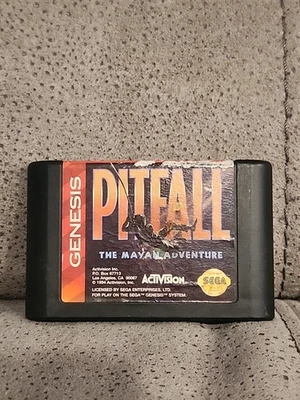 GENESIS
PITFALL
THE MAYAN ADVENTURE
Activision Inc.
P.O. Box 67713
Los Angeles, CA 90067
© 1994 Activision, Inc.
ACTIVISION
SEGA
LICENSED BY SEGA ENTERPRISES, LTD.
FOR PLAY ON THE SEGA™ GENESIS™ SYSTEM.